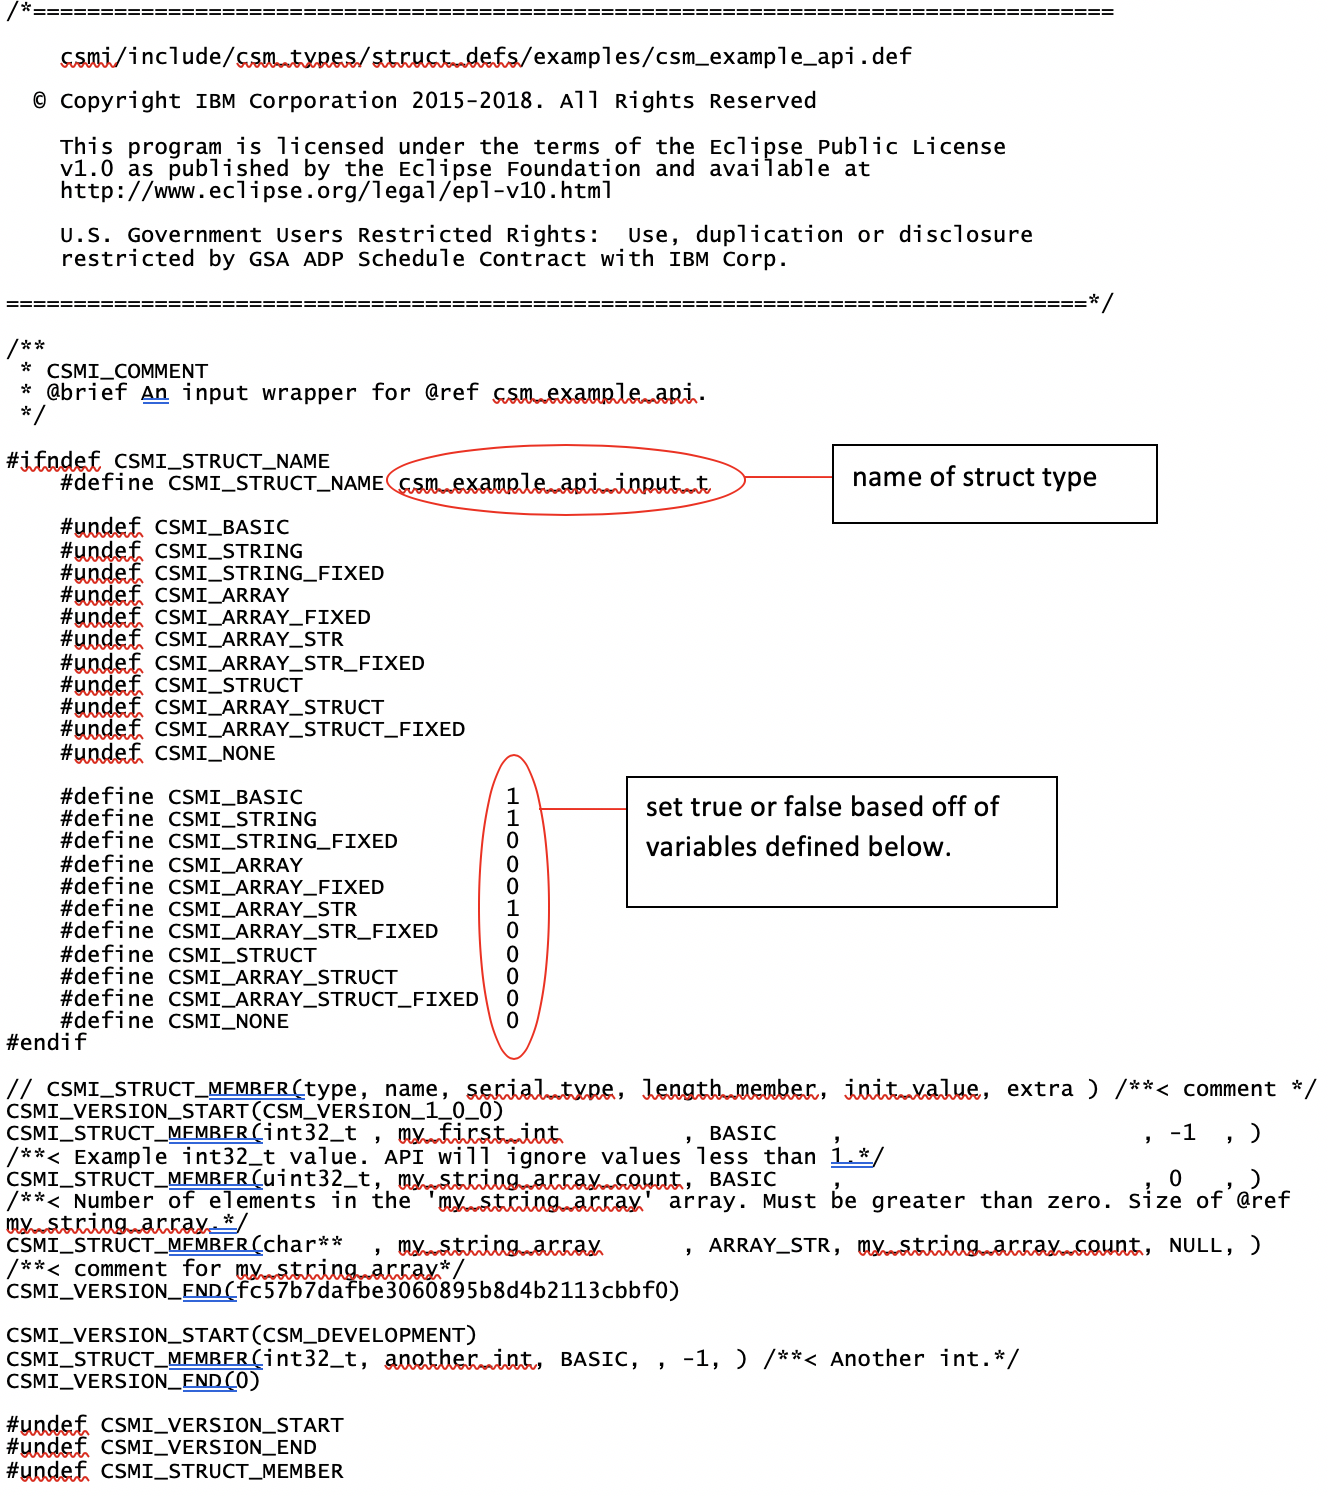 /*================================================================================
csmi/include/csm_types/struct_defs/examples/csm_example_api.def
© Copyright IBM Corporation 2015-2018. All Rights Reserved
This program is licensed under the terms of the Eclipse Public License
v1.0 as published by the Eclipse Foundation and available at
http://www.eclipse.org/legal/epl-v10.html
U.S. Government Users Restricted Rights:  Use, duplication or disclosure
restricted by GSA ADP Schedule Contract with IBM Corp.
================================================================================*/
/**
 * CSMI_COMMENT
 * @brief An input wrapper for @ref csm_example_api.
 */
#ifndef CSMI_STRUCT_NAME
    #define CSMI_STRUCT_NAME csm_example_api_input_t
name of struct type
    #undef CSMI_BASIC
    #undef CSMI_STRING
    #undef CSMI_STRING_FIXED
    #undef CSMI_ARRAY
    #undef CSMI_ARRAY_FIXED
    #undef CSMI_ARRAY_STR
    #undef CSMI_ARRAY_STR_FIXED
    #undef CSMI_STRUCT
    #undef CSMI_ARRAY_STRUCT
    #undef CSMI_ARRAY_STRUCT_FIXED
    #undef CSMI_NONE
    #define CSMI_BASIC               1
    #define CSMI_STRING              1
    #define CSMI_STRING_FIXED        0
    #define CSMI_ARRAY               0
    #define CSMI_ARRAY_FIXED         0
    #define CSMI_ARRAY_STR           1
    #define CSMI_ARRAY_STR_FIXED     0
    #define CSMI_STRUCT              0
    #define CSMI_ARRAY_STRUCT        0
    #define CSMI_ARRAY_STRUCT_FIXED  0
    #define CSMI_NONE                0
set true or false based off of
variables defined below.
#endif
// CSMI_STRUCT_MEMBER(type, name, serial_type, length_member, init_value, extra ) /**< comment */
CSMI_VERSION_START(CSM_VERSION_1_0_0)
CSMI_STRUCT_MEMBER(int32_t , my_first_int         , BASIC    ,                      , -1  , )
/**< Example int32_t value. API will ignore values less than 1.*/
CSMI_STRUCT_MEMBER(uint32_t, my_string_array_count, BASIC    ,                      , 0   , )
/**< Number of elements in the 'my_string_array' array. Must be greater than zero. Size of @ref
my_string_array.*/
CSMI_STRUCT_MEMBER(char**  , my_string_array      , ARRAY_STR, my_string_array_count, NULL, )
/**< comment for my_string_array*/
CSMI_VERSION_END(fc57b7dafbe3060895b8d4b2113cbbf0)
CSMI_VERSION_START(CSM_DEVELOPMENT)
CSMI_STRUCT_MEMBER(int32_t, another_int, BASIC, , -1, ) /**< Another int.*/
CSMI_VERSION_END(0)
#undef CSMI_VERSION_START
#undef CSMI_VERSION_END
#undef CSMI_STRUCT_MEMBER